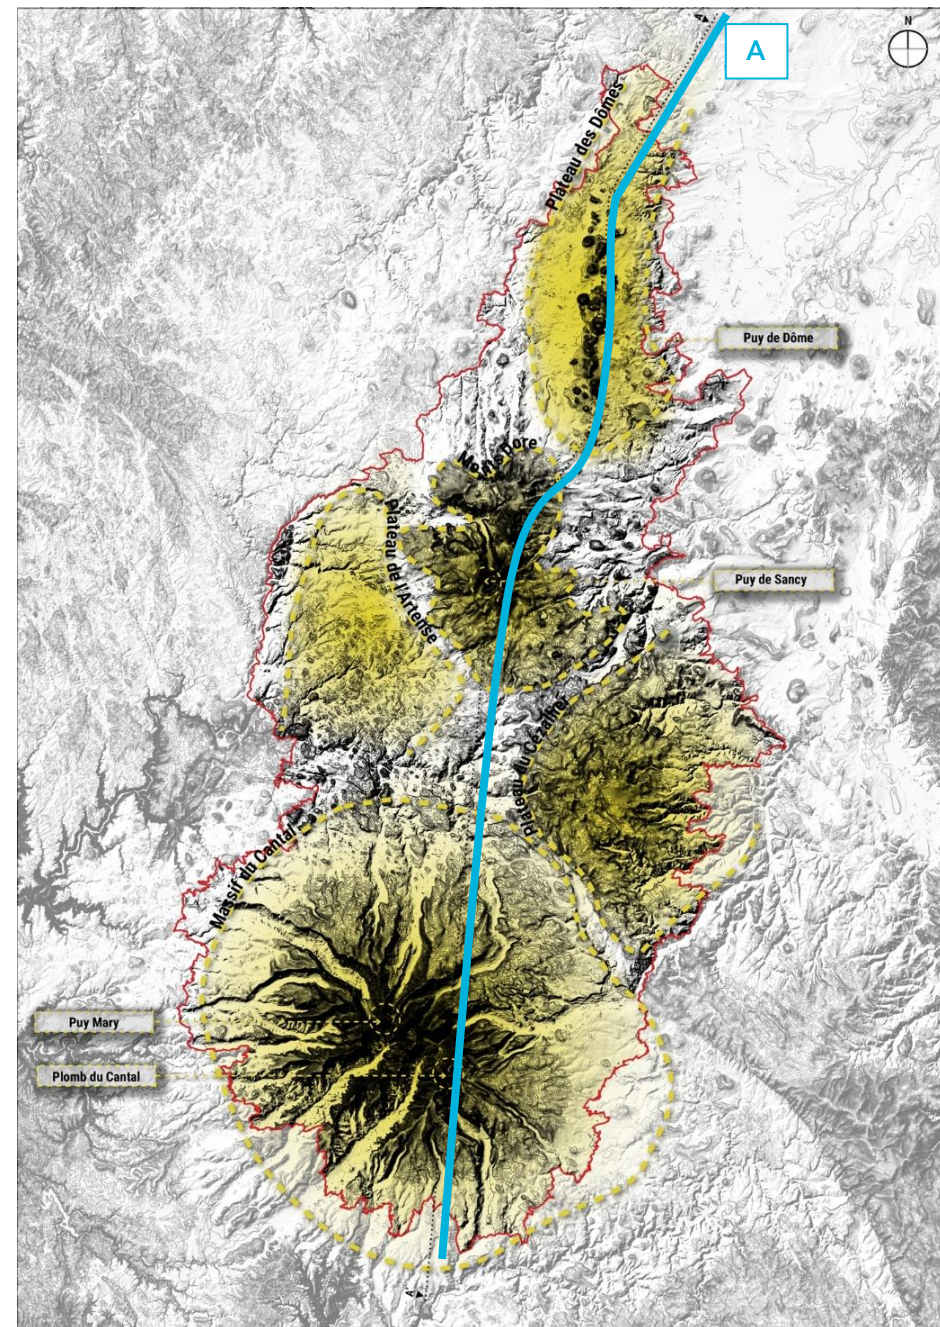 A
N
A
Plateau des Dômes
Puy de Dôme
Monts Dore
Plateau de l'Artense
Puy de Sancy
Plateau du Cézallier
Massif du Cantal
Puy Mary
Plomb du Cantal
A'